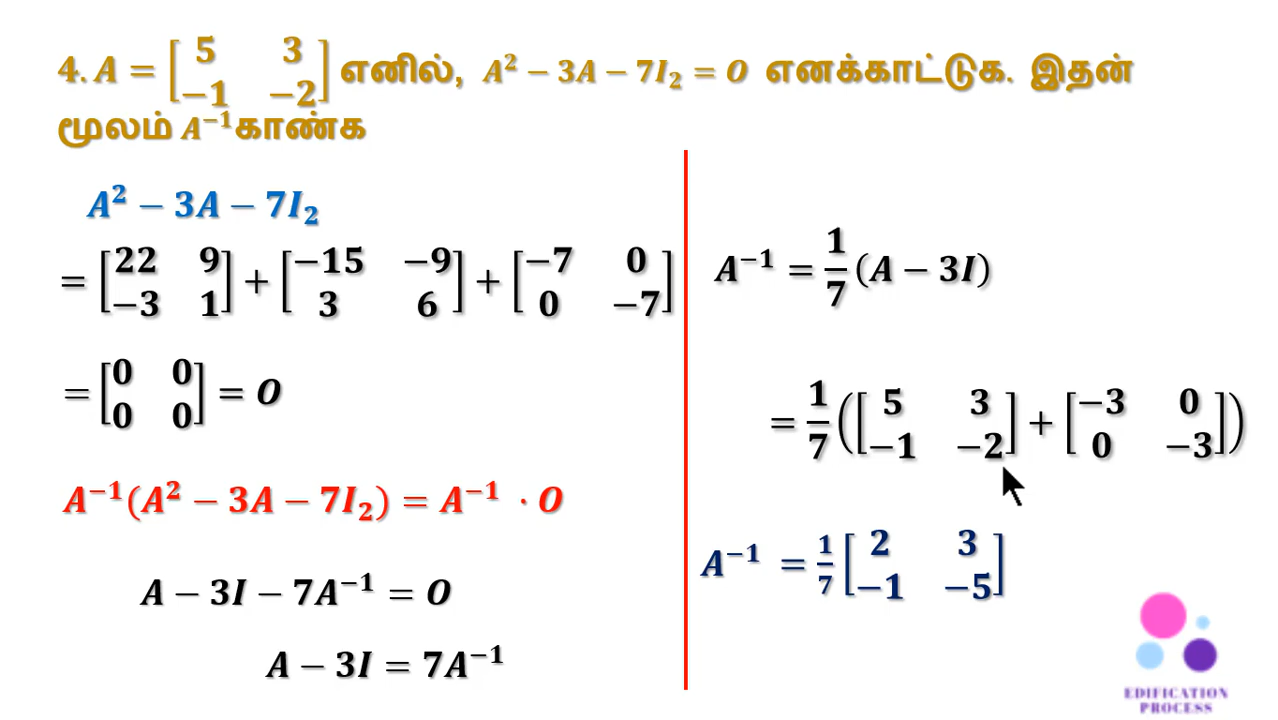 4. A = [5 3 -1 -2] எனில், A² − 3A − 7I₂ = O எனக்காட்டுக. இதன்
மூலம் A⁻¹காண்க
A² − 3A − 7I₂
= [22 9 −3 1] + [−15 −9 3 6] + [−7 0 0 −7]
= [0 0 0 0] = O
A⁻¹(A² − 3A − 7I₂) = A⁻¹ · O
A − 3I − 7A⁻¹ = O
A − 3I = 7A⁻¹
A⁻¹ = 1/7 (A − 3I)
= 1/7 ([5 3 −1 −2] + [−3 0 0 −3])
A⁻¹ = 1/7 [2 3 −1 −5]
EDIFICATION
PROCESS